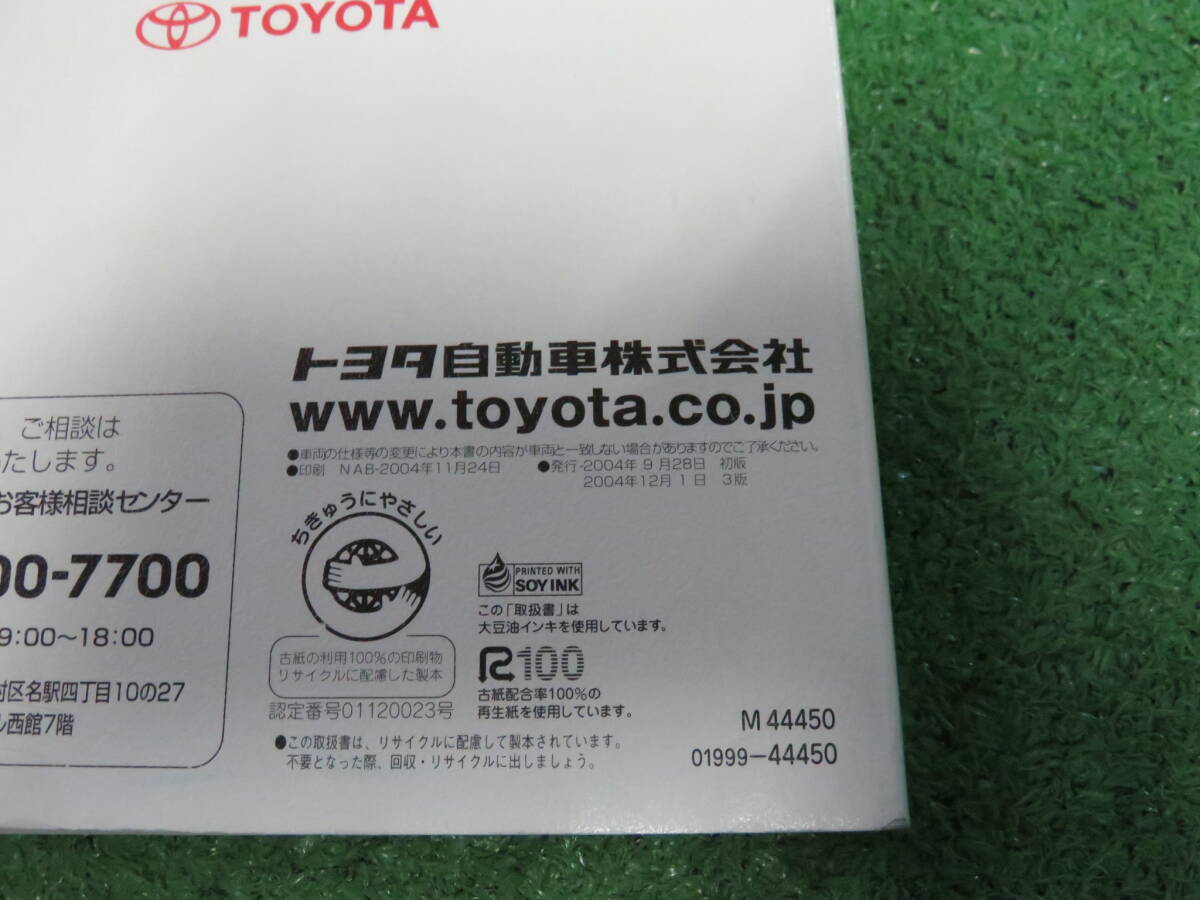 TOYOTA
トヨタ自動車株式会社
www.toyota.co.jp
●車両の仕様等の変更により本書の内容が車両と一致しない場合がありますのでご了承ください。
●印刷 NAB-2004年11月24日 ●発行-2004年9月28日 初版
2004年12月1日 3版
ご相談は
たします。
お客様相談センター
00-7700
9:00〜18:00
村区名駅四丁目10の27
ル西館7階
ちきゅうにやさしい
古紙の利用100%の印刷物
リサイクルに配慮した製本
認定番号01120023号
PRINTED WITH
SOY INK
この「取扱書」は
大豆油インキを使用しています。
R100
古紙配合率100%の
再生紙を使用しています。
●この取扱書は、リサイクルに配慮して製本されています。
不要となった際、回収・リサイクルに出しましょう。
M 44450
01999-44450